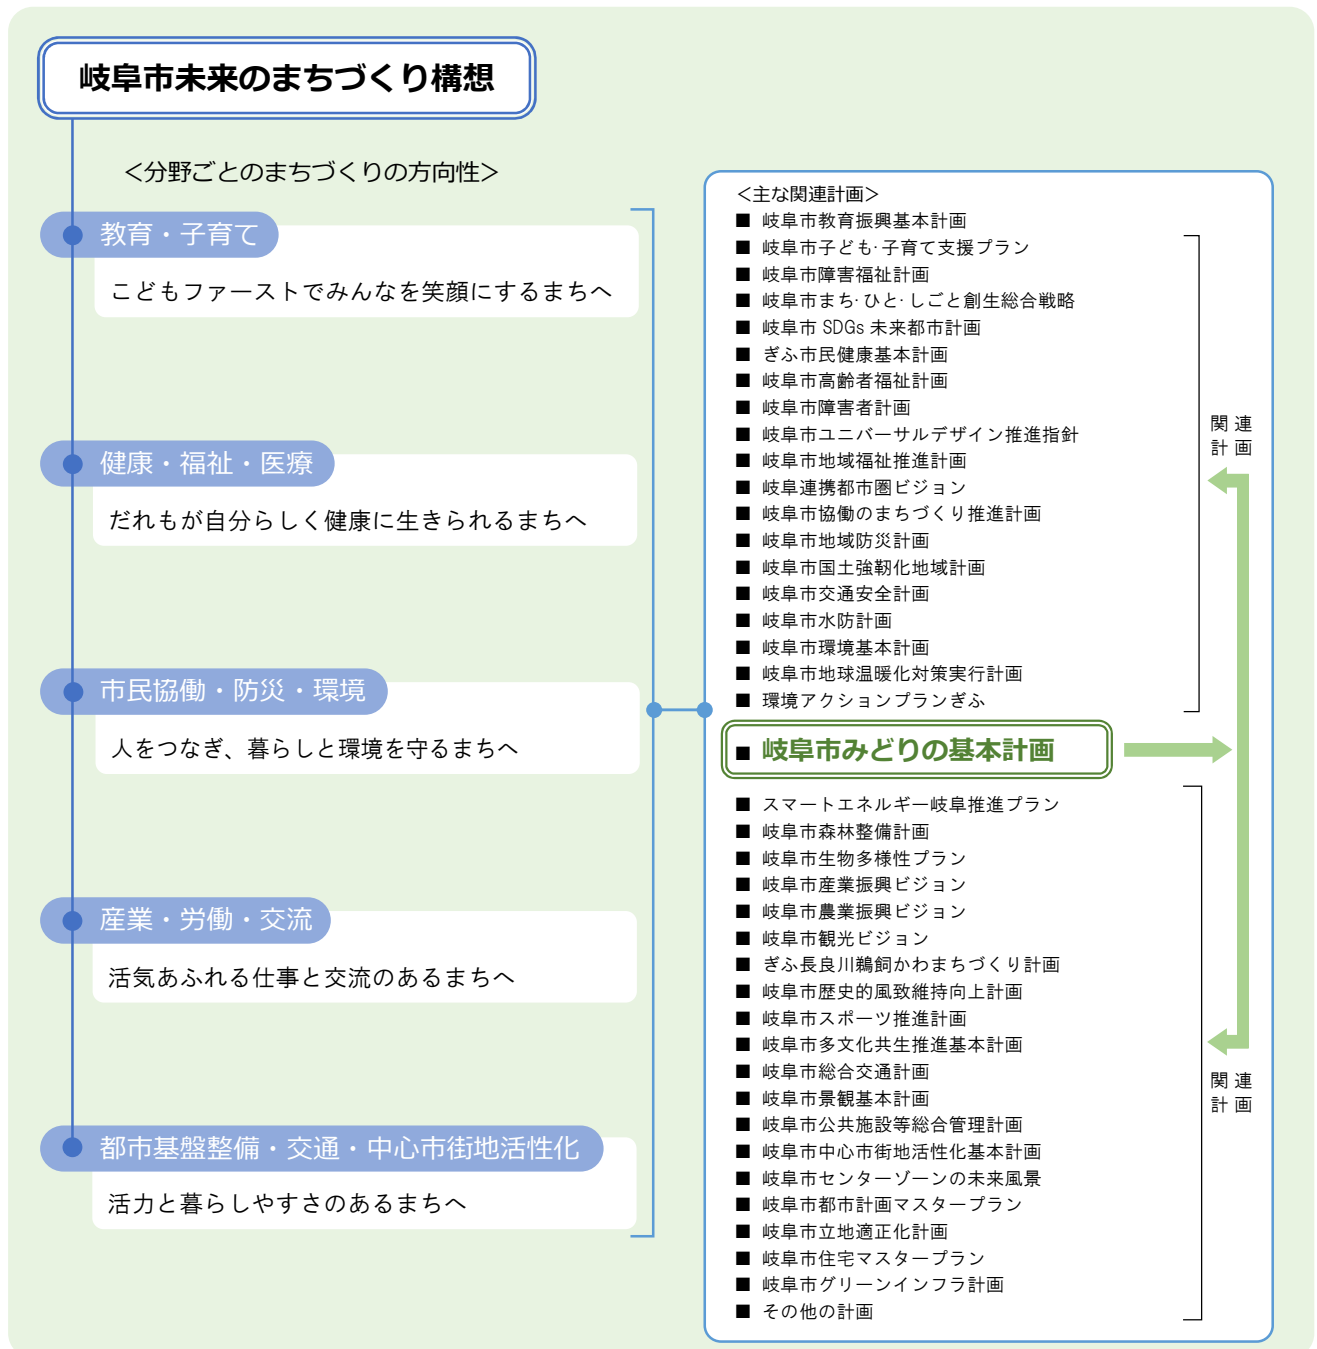 岐阜市未来のまちづくり構想
＜分野ごとのまちづくりの方向性＞
教育・子育て
こどもファーストでみんなを笑顔にするまちへ
健康・福祉・医療
だれもが自分らしく健康に生きられるまちへ
市民協働・防災・環境
人をつなぎ、暮らしと環境を守るまちへ
産業・労働・交流
活気あふれる仕事と交流のあるまちへ
都市基盤整備・交通・中心市街地活性化
活力と暮らしやすさのあるまちへ
＜主な関連計画＞
■ 岐阜市教育振興基本計画
■ 岐阜市子ども･子育て支援プラン
■ 岐阜市障害福祉計画
■ 岐阜市まち･ひと･しごと創生総合戦略
■ 岐阜市 SDGs 未来都市計画
■ ぎふ市民健康基本計画
■ 岐阜市高齢者福祉計画
■ 岐阜市障害者計画
■ 岐阜市ユニバーサルデザイン推進指針
■ 岐阜市地域福祉推進計画
■ 岐阜連携都市圏ビジョン
■ 岐阜市協働のまちづくり推進計画
■ 岐阜市地域防災計画
■ 岐阜市国土強靭化地域計画
■ 岐阜市交通安全計画
■ 岐阜市水防計画
■ 岐阜市環境基本計画
■ 岐阜市地球温暖化対策実行計画
■ 環境アクションプランぎふ
■ 岐阜市みどりの基本計画
■ スマートエネルギー岐阜推進プラン
■ 岐阜市森林整備計画
■ 岐阜市生物多様性プラン
■ 岐阜市産業振興ビジョン
■ 岐阜市農業振興ビジョン
■ 岐阜市観光ビジョン
■ ぎふ長良川鵜飼かわまちづくり計画
■ 岐阜市歴史的風致維持向上計画
■ 岐阜市スポーツ推進計画
■ 岐阜市多文化共生推進基本計画
■ 岐阜市総合交通計画
■ 岐阜市景観基本計画
■ 岐阜市公共施設等総合管理計画
■ 岐阜市中心市街地活性化基本計画
■ 岐阜市センターゾーンの未来風景
■ 岐阜市都市計画マスタープラン
■ 岐阜市立地適正化計画
■ 岐阜市住宅マスタープラン
■ 岐阜市グリーンインフラ計画
■ その他の計画
関連
計画
関連
計画